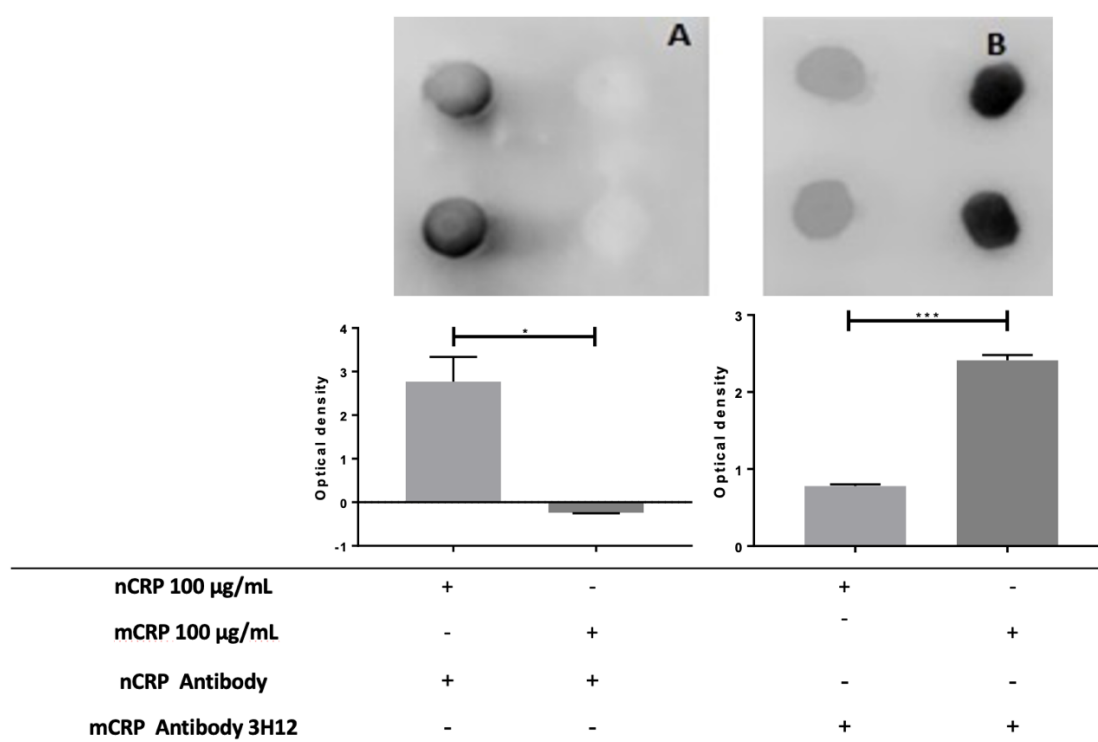 A
B
*
***
Optical density
4
3
2
1
0
-1
Optical density
3
2
1
0
nCRP 100 µg/mL + - + -
mCRP 100 µg/mL - + - +
nCRP Antibody + + - -
mCRP Antibody 3H12 - - + +